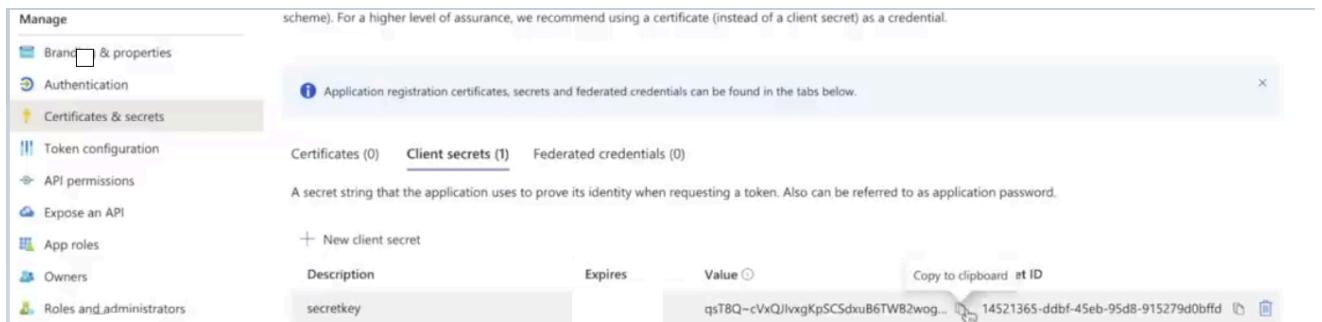 Manage
scheme). For a higher level of assurance, we recommend using a certificate (instead of a client secret) as a credential.
& properties
Authentication
Application registration certificates, secrets and federated credentials can be found in the tabs below.
Certificates & secrets
Token configuration
Certificates (0) Client secrets (1) Federated credentials (0)
API permissions
A secret string that the application uses to prove its identity when requesting a token. Also can be referred to as application password.
Expose an API
App roles
New client secret
Owners
Description Expires Value Copy to clipboard et ID
Roles and administrators
secretkey qsT8Q~cVxQJIvxgKpSCSdxuB6TWB2wog... 14521365-ddbf-45eb-95d8-915279d0bffd